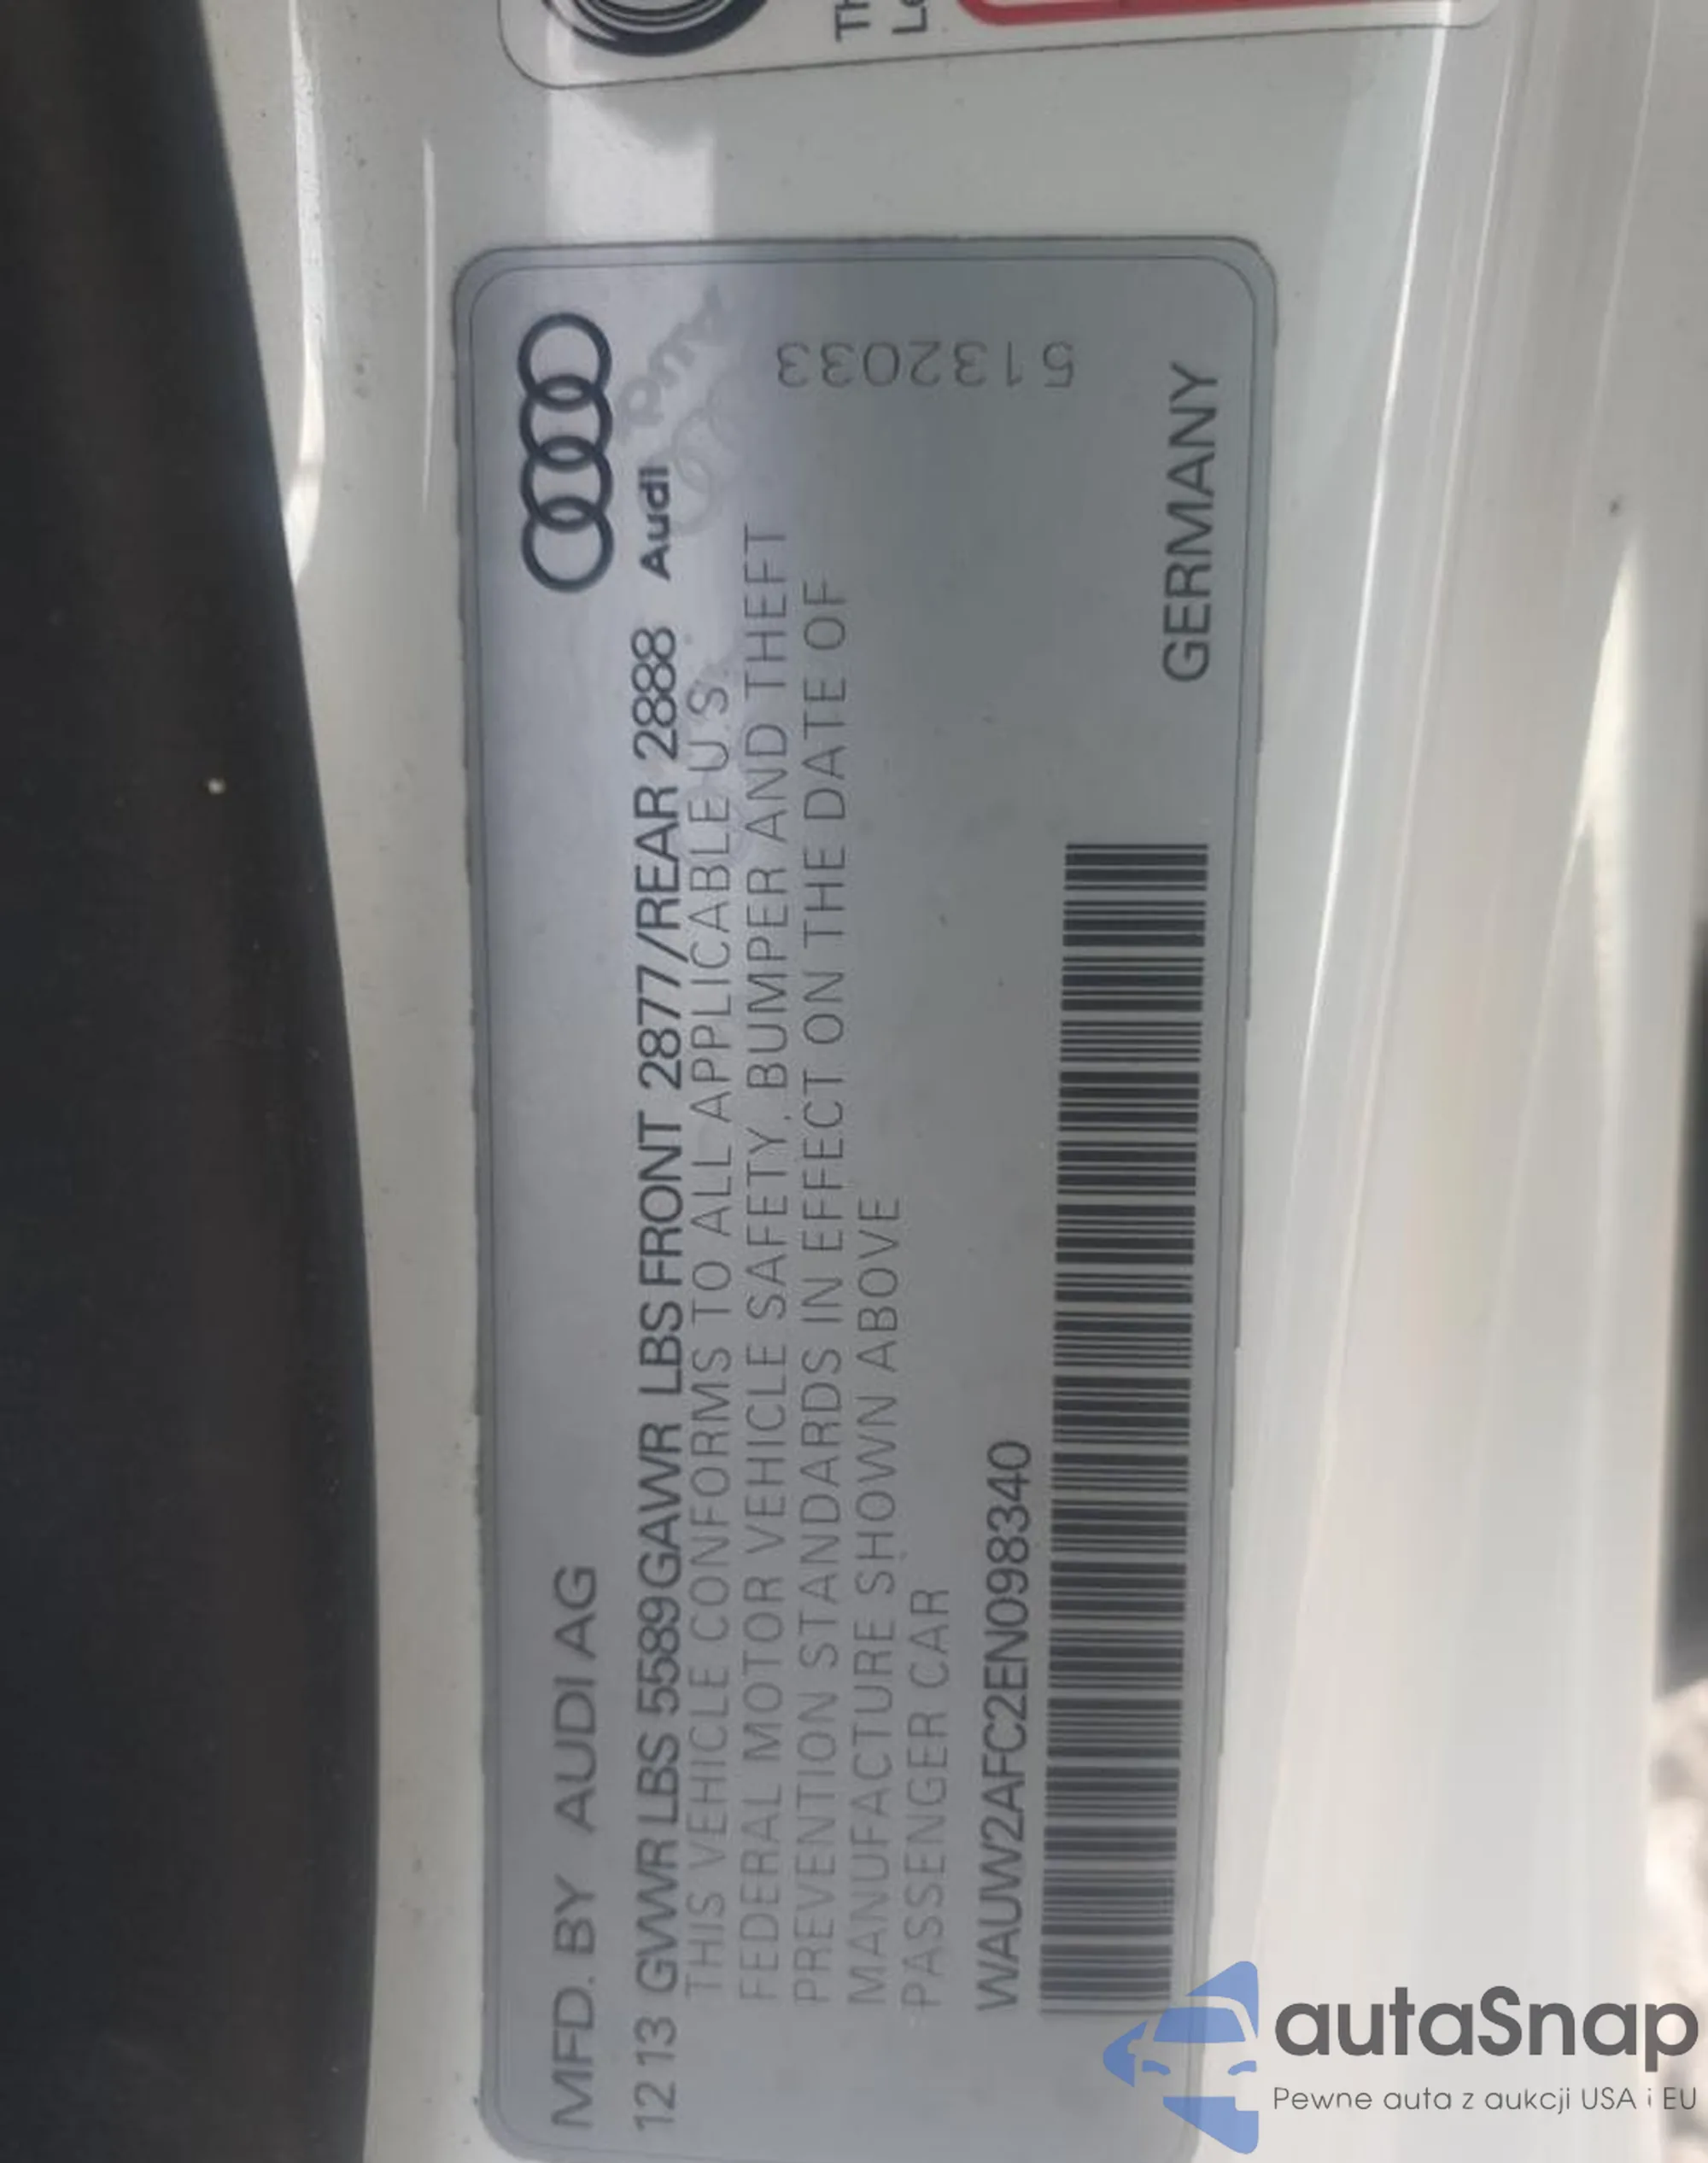 MFD. BY AUDI AG
12 13 GVWR LBS 5589 GAWR LBS FRONT 2877/REAR 2888
Audi
THIS VEHICLE CONFORMS TO ALL APPLICABLE U.S.
FEDERAL MOTOR VEHICLE SAFETY, BUMPER AND THEFT
PREVENTION STANDARDS IN EFFECT ON THE DATE OF
MANUFACTURE SHOWN ABOVE
PASSENGER CAR
WAUW2AFC2EN098340
GERMANY
5132033
autaSnap
Pewne auta z aukcji USA i EU